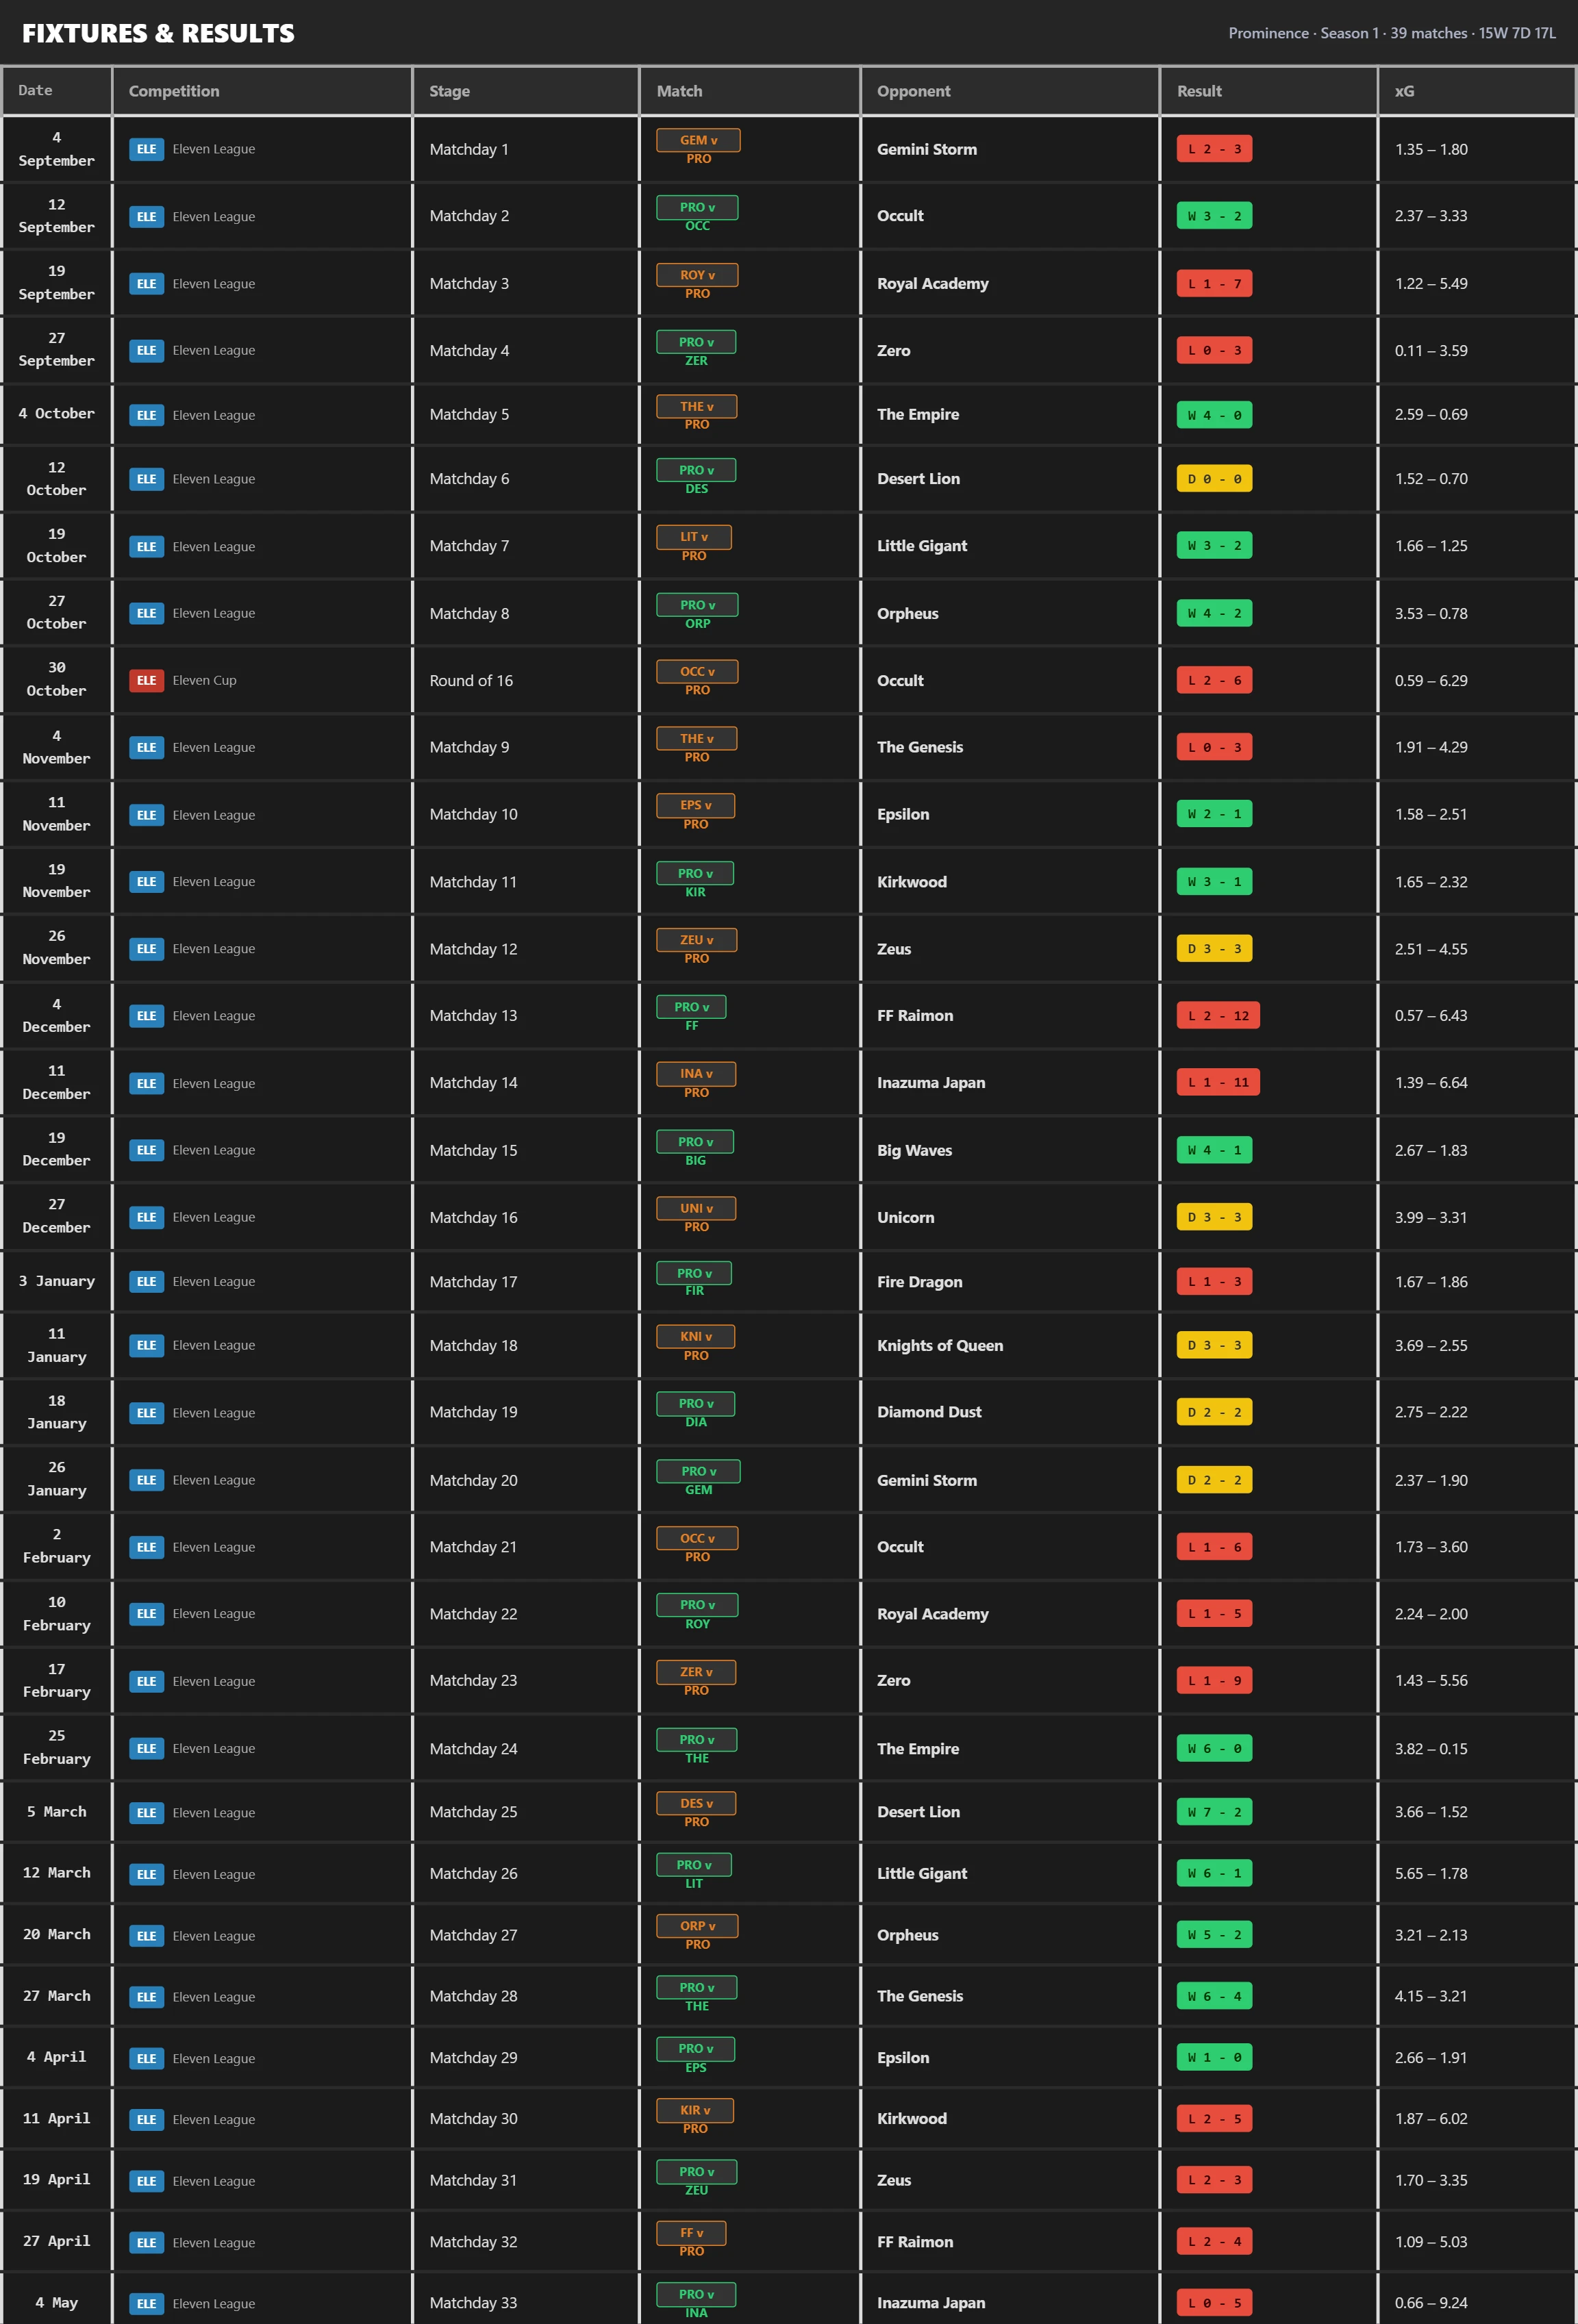 FIXTURES & RESULTS
Prominence · Season 1 · 39 matches · 15W 7D 17L
Date Competition Stage Match Opponent Result xG
4 September ELE Eleven League Matchday 1 GEM v PRO Gemini Storm L 2 - 3 1.35 – 1.80
12 September ELE Eleven League Matchday 2 PRO v OCC Occult W 3 - 2 2.37 – 3.33
19 September ELE Eleven League Matchday 3 ROY v PRO Royal Academy L 1 - 7 1.22 – 5.49
27 September ELE Eleven League Matchday 4 PRO v ZER Zero L 0 - 3 0.11 – 3.59
4 October ELE Eleven League Matchday 5 THE v PRO The Empire W 4 - 0 2.59 – 0.69
12 October ELE Eleven League Matchday 6 PRO v DES Desert Lion D 0 - 0 1.52 – 0.70
19 October ELE Eleven League Matchday 7 LIT v PRO Little Gigant W 3 - 2 1.66 – 1.25
27 October ELE Eleven League Matchday 8 PRO v ORP Orpheus W 4 - 2 3.53 – 0.78
30 October ELE Eleven Cup Round of 16 OCC v PRO Occult L 2 - 6 0.59 – 6.29
4 November ELE Eleven League Matchday 9 THE v PRO The Genesis L 0 - 3 1.91 – 4.29
11 November ELE Eleven League Matchday 10 EPS v PRO Epsilon W 2 - 1 1.58 – 2.51
19 November ELE Eleven League Matchday 11 PRO v KIR Kirkwood W 3 - 1 1.65 – 2.32
26 November ELE Eleven League Matchday 12 ZEU v PRO Zeus D 3 - 3 2.51 – 4.55
4 December ELE Eleven League Matchday 13 PRO v FF FF Raimon L 2 - 12 0.57 – 6.43
11 December ELE Eleven League Matchday 14 INA v PRO Inazuma Japan L 1 - 11 1.39 – 6.64
19 December ELE Eleven League Matchday 15 PRO v BIG Big Waves W 4 - 1 2.67 – 1.83
27 December ELE Eleven League Matchday 16 UNI v PRO Unicorn D 3 - 3 3.99 – 3.31
3 January ELE Eleven League Matchday 17 PRO v FIR Fire Dragon L 1 - 3 1.67 – 1.86
11 January ELE Eleven League Matchday 18 KNI v PRO Knights of Queen D 3 - 3 3.69 – 2.55
18 January ELE Eleven League Matchday 19 PRO v DIA Diamond Dust D 2 - 2 2.75 – 2.22
26 January ELE Eleven League Matchday 20 PRO v GEM Gemini Storm D 2 - 2 2.37 – 1.90
2 February ELE Eleven League Matchday 21 OCC v PRO Occult L 1 - 6 1.73 – 3.60
10 February ELE Eleven League Matchday 22 PRO v ROY Royal Academy L 1 - 5 2.24 – 2.00
17 February ELE Eleven League Matchday 23 ZER v PRO Zero L 1 - 9 1.43 – 5.56
25 February ELE Eleven League Matchday 24 PRO v THE The Empire W 6 - 0 3.82 – 0.15
5 March ELE Eleven League Matchday 25 DES v PRO Desert Lion W 7 - 2 3.66 – 1.52
12 March ELE Eleven League Matchday 26 PRO v LIT Little Gigant W 6 - 1 5.65 – 1.78
20 March ELE Eleven League Matchday 27 ORP v PRO Orpheus W 5 - 2 3.21 – 2.13
27 March ELE Eleven League Matchday 28 PRO v THE The Genesis W 6 - 4 4.15 – 3.21
4 April ELE Eleven League Matchday 29 PRO v EPS Epsilon W 1 - 0 2.66 – 1.91
11 April ELE Eleven League Matchday 30 KIR v PRO Kirkwood L 2 - 5 1.87 – 6.02
19 April ELE Eleven League Matchday 31 PRO v ZEU Zeus L 2 - 3 1.70 – 3.35
27 April ELE Eleven League Matchday 32 FF v PRO FF Raimon L 2 - 4 1.09 – 5.03
4 May ELE Eleven League Matchday 33 PRO v INA Inazuma Japan L 0 - 5 0.66 – 9.24